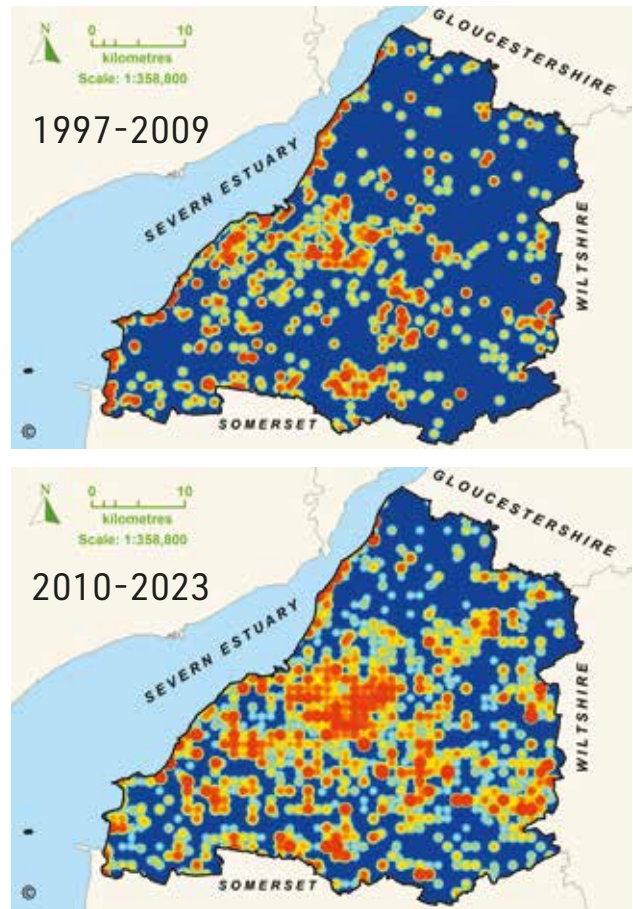 N
0 10
kilometres
Scale: 1:358,800
GLOUCESTERSHIRE
1997-2009
SEVERN ESTUARY
WILTSHIRE
SOMERSET
©
N
0 10
kilometres
Scale: 1:358,800
GLOUCESTERSHIRE
2010-2023
SEVERN ESTUARY
WILTSHIRE
SOMERSET
©